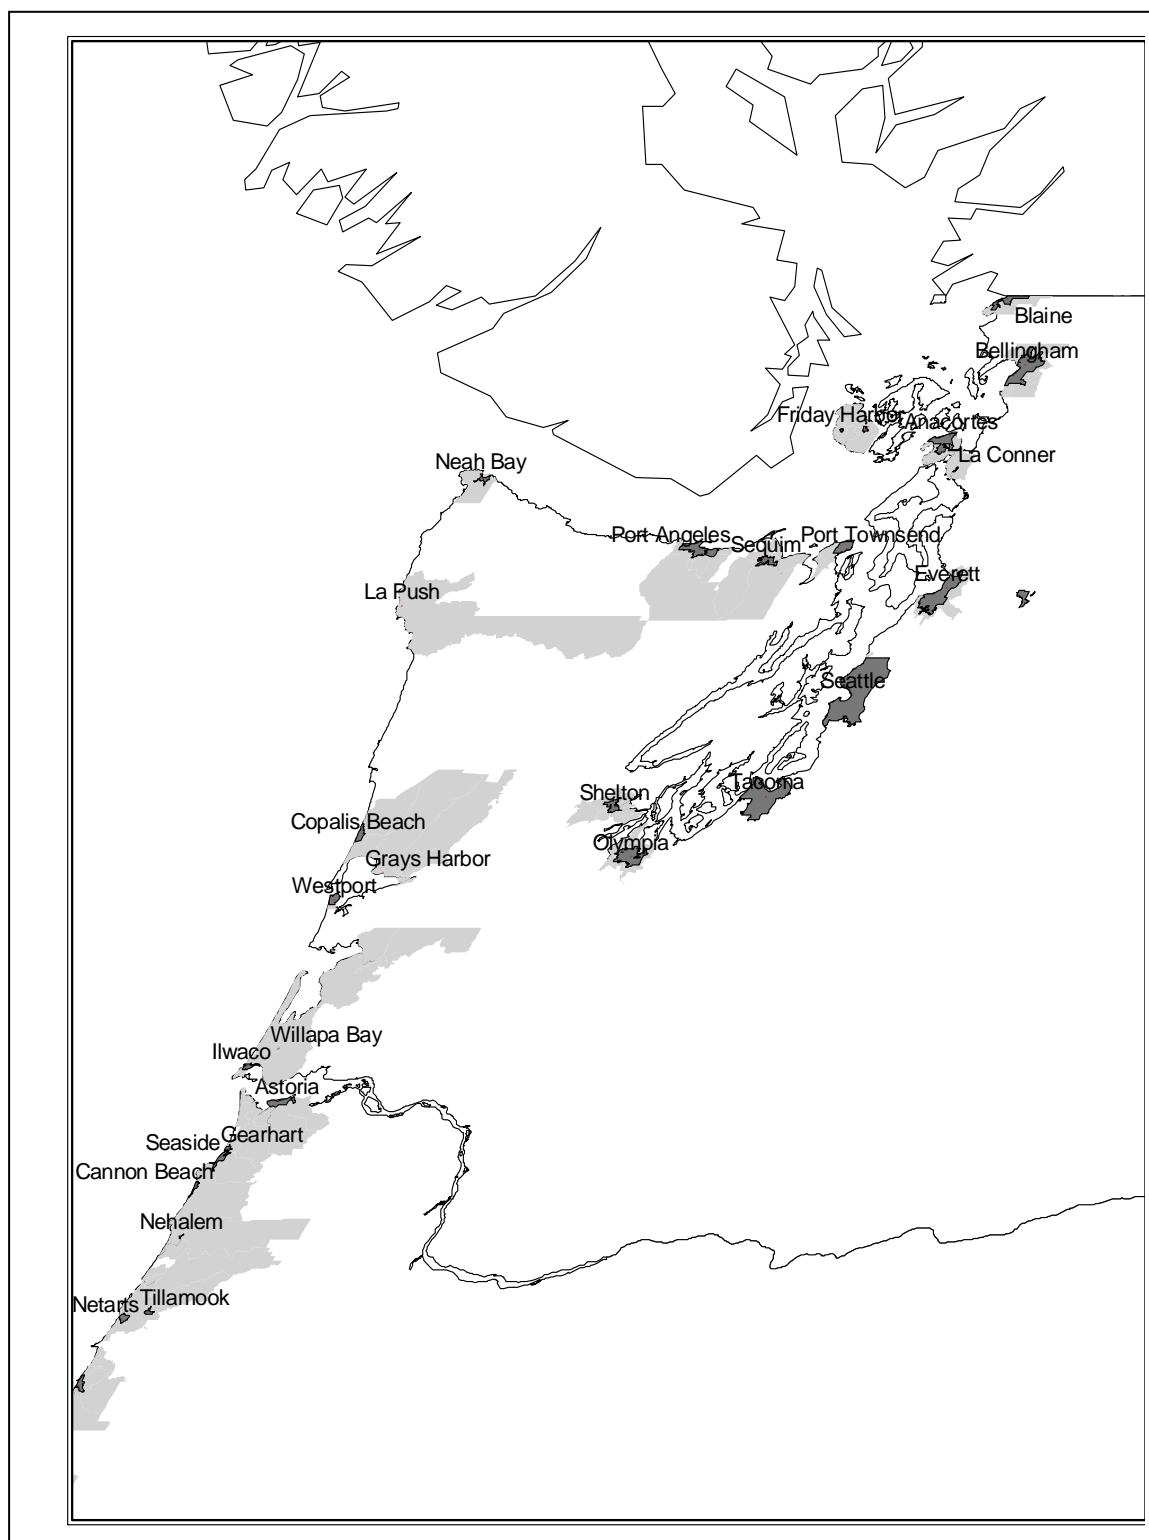 Blaine
Bellingham
Friday Harbor
Anacortes
La Conner
Neah Bay
Port Angeles
Sequim
Port Townsend
Everett
La Push
Seattle
Tacoma
Shelton
Copalis Beach
Olympia
Grays Harbor
Westport
Willapa Bay
Ilwaco
Astoria
Gearhart
Seaside
Cannon Beach
Nehalem
Tillamook
Netarts